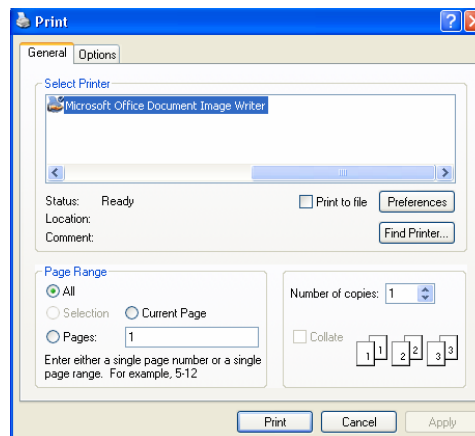 Print
General Options
Select Printer
Microsoft Office Document Image Writer
Status: Ready
Print to file Preferences
Location:
Comment:
Find Printer...
Page Range
All
Selection Current Page
Pages: 1
Enter either a single page number or a single
page range. For example, 5-12
Number of copies: 1
Collate
1 1 2 2 3 3
Print Cancel Apply